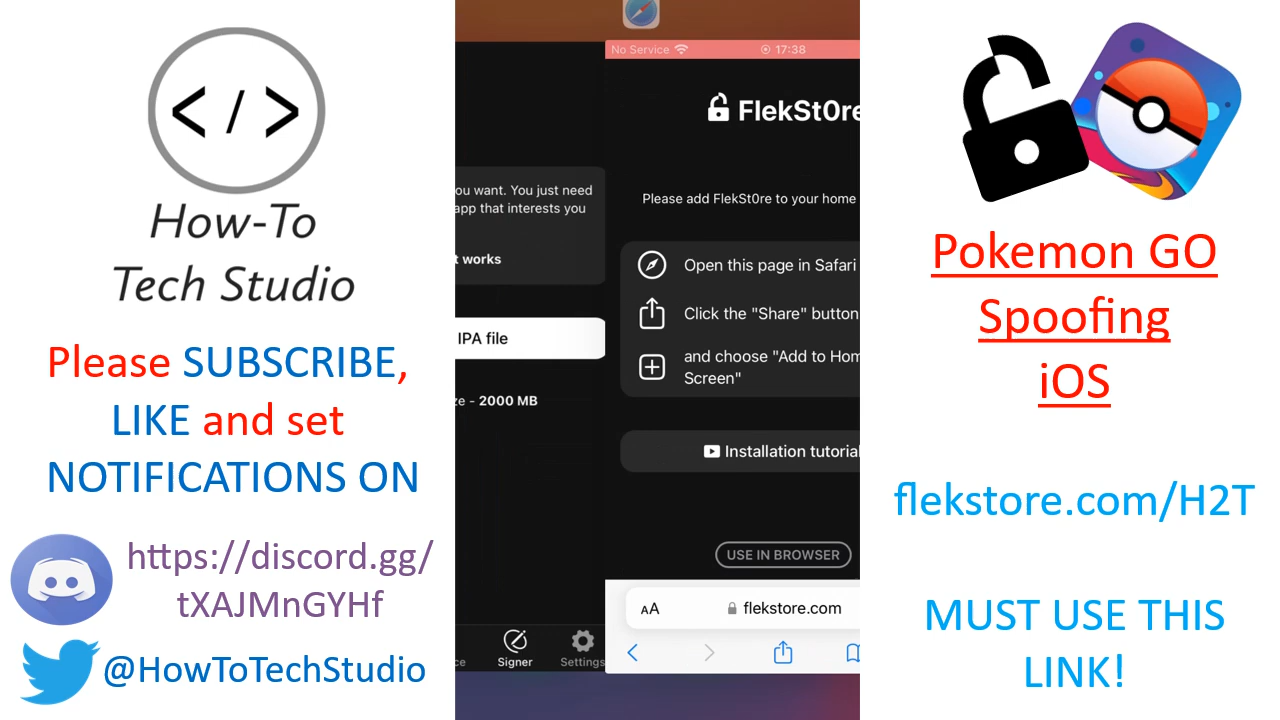 </>
How-To
Tech Studio
Please SUBSCRIBE,
LIKE and set
NOTIFICATIONS ON
https://discord.gg/
tXAJMnGYHf
@HowToTechStudio
ou want. You just need
app that interests you
t works
IPA file
ze - 2000 MB
ce
Signer
Settings
No Service
17:38
FlekSt0re
Please add FlekSt0re to your home
Open this page in Safari
Click the "Share" button
and choose "Add to Hom
Screen"
Installation tutorial
USE IN BROWSER
AA
flekstore.com
Pokemon GO
Spoofing
iOS
flekstore.com/H2T
MUST USE THIS
LINK!